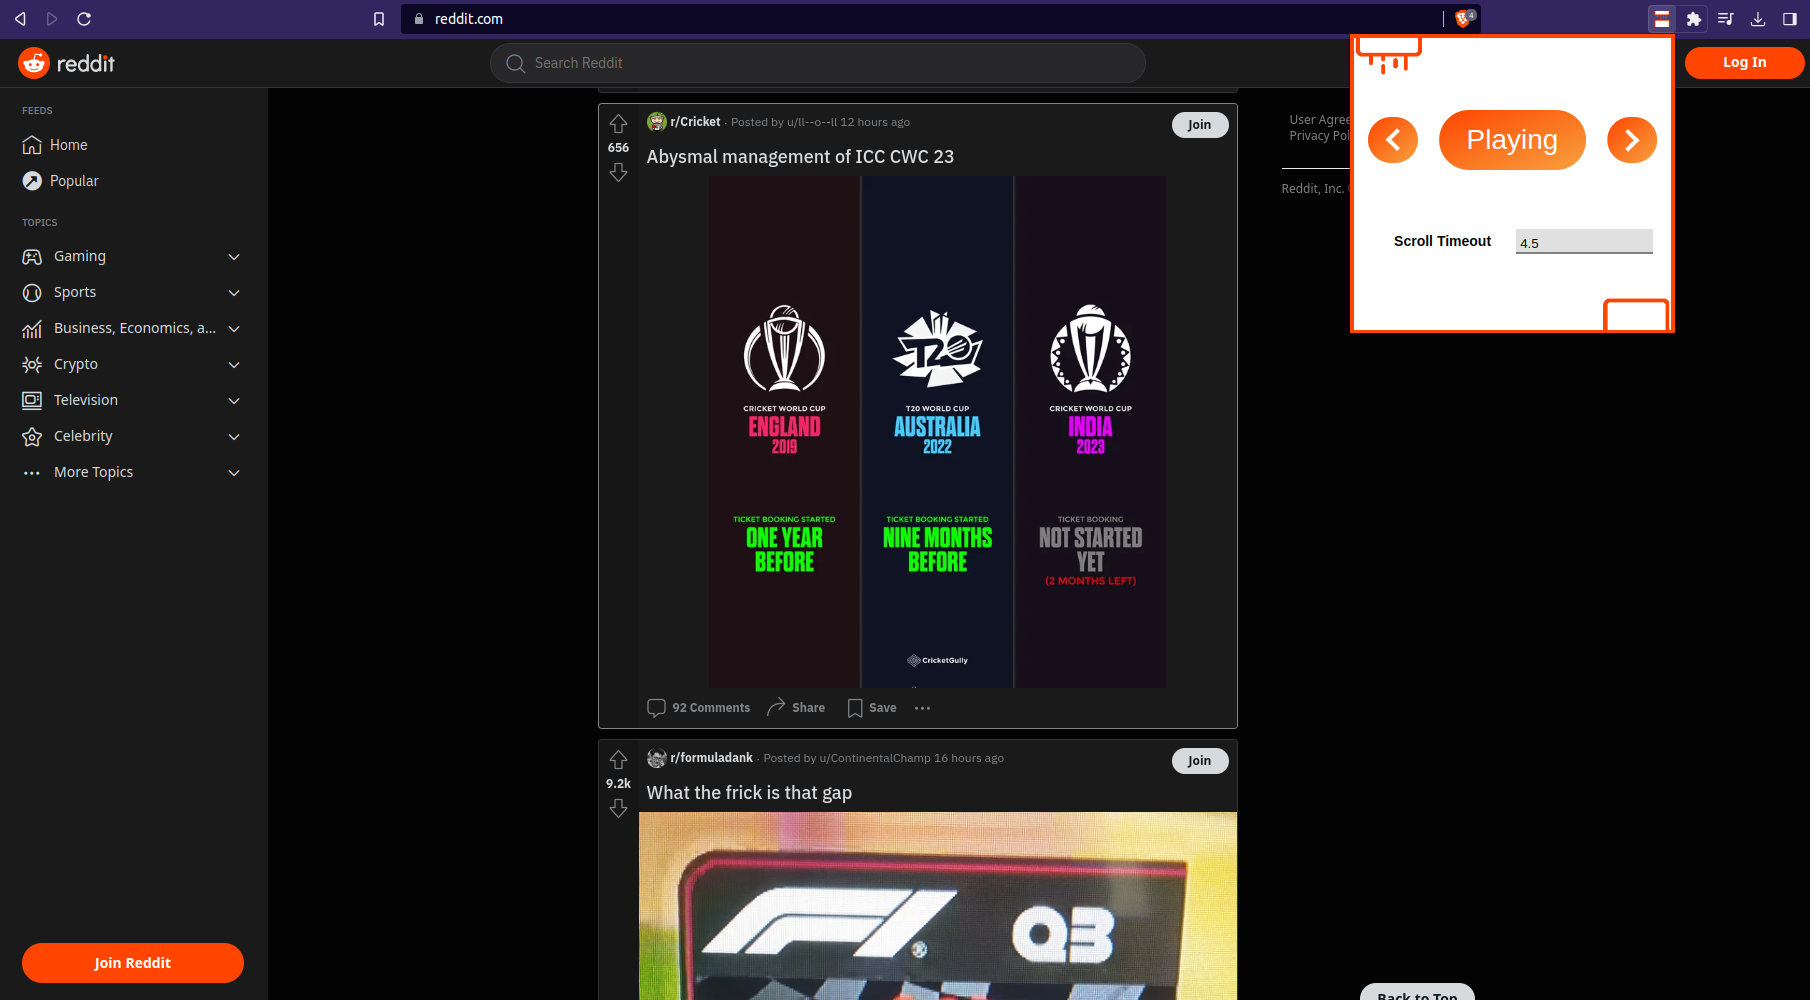 reddit.com
4
reddit
Search Reddit
Log In
FEEDS
Home
Popular
TOPICS
Gaming
Sports
Business, Economics, a...
Crypto
Television
Celebrity
More Topics
Join Reddit
656
r/Cricket · Posted by u/ll--o--ll 12 hours ago
Join
Abysmal management of ICC CWC 23
CRICKET WORLD CUP
ENGLAND
2019
TICKET BOOKING STARTED
ONE YEAR
BEFORE
T20
T20 WORLD CUP
AUSTRALIA
2022
TICKET BOOKING STARTED
NINE MONTHS
BEFORE
CricketGully
CRICKET WORLD CUP
INDIA
2023
TICKET BOOKING
NOT STARTED
YET
(2 MONTHS LEFT)
92 Comments
Share
Save
9.2k
r/formuladank · Posted by u/ContinentalChamp 16 hours ago
Join
What the frick is that gap
F1 ®
Q3
User Agree
Privacy Pol
Reddit, Inc.
Playing
Scroll Timeout
4.5
Back to Top